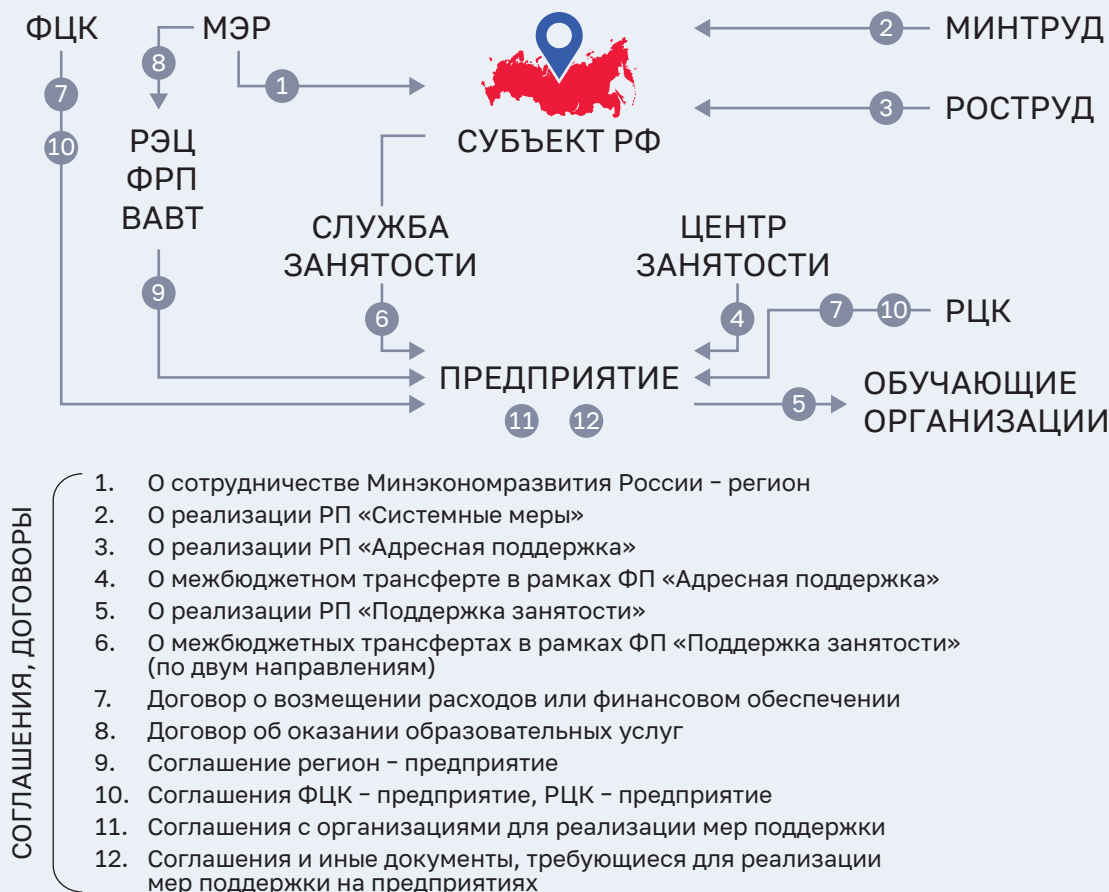 ФЦК
МЭР
МИНТРУД
2
8
1
7
3
РОСТРУД
10
РЭЦ
ФРП
ВАВТ
СУБЪЕКТ РФ
СЛУЖБА
ЗАНЯТОСТИ
ЦЕНТР
ЗАНЯТОСТИ
9
6
4
7
10
РЦК
ПРЕДПРИЯТИЕ
11
12
5
ОБУЧАЮЩИЕ
ОРГАНИЗАЦИИ
СОГЛАШЕНИЯ, ДОГОВОРЫ
1. О сотрудничестве Минэкономразвития России – регион
2. О реализации РП «Системные меры»
3. О реализации РП «Адресная поддержка»
4. О межбюджетном трансферте в рамках ФП «Адресная поддержка»
5. О реализации РП «Поддержка занятости»
6. О межбюджетных трансфертах в рамках ФП «Поддержка занятости»
(по двум направлениям)
7. Договор о возмещении расходов или финансовом обеспечении
8. Договор об оказании образовательных услуг
9. Соглашение регион – предприятие
10. Соглашения ФЦК – предприятие, РЦК – предприятие
11. Соглашения с организациями для реализации мер поддержки
12. Соглашения и иные документы, требующиеся для реализации
мер поддержки на предприятиях